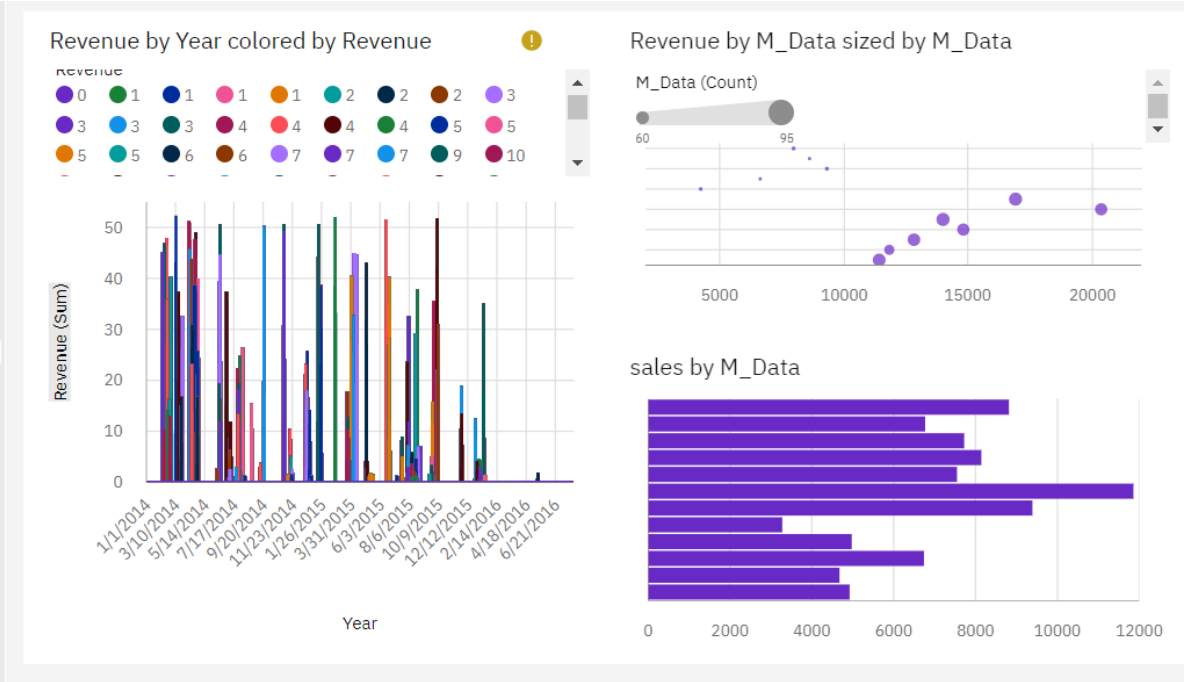 Revenue by Year colored by Revenue
Revenue
0 1 1 1 1 2 2 2 3
3 3 3 4 4 4 4 5 5
5 5 6 6 7 7 7 9 10
50
40
30
20
10
0
Revenue (Sum)
1/1/2014 3/10/2014 5/14/2014 7/17/2014 9/20/2014 11/23/2014 1/26/2015 3/31/2015 6/3/2015 8/6/2015 10/9/2015 12/12/2015 2/14/2016 4/18/2016 6/21/2016
Year
Revenue by M_Data sized by M_Data
M_Data (Count)
60 95
5000 10000 15000 20000
sales by M_Data
0 2000 4000 6000 8000 10000 12000